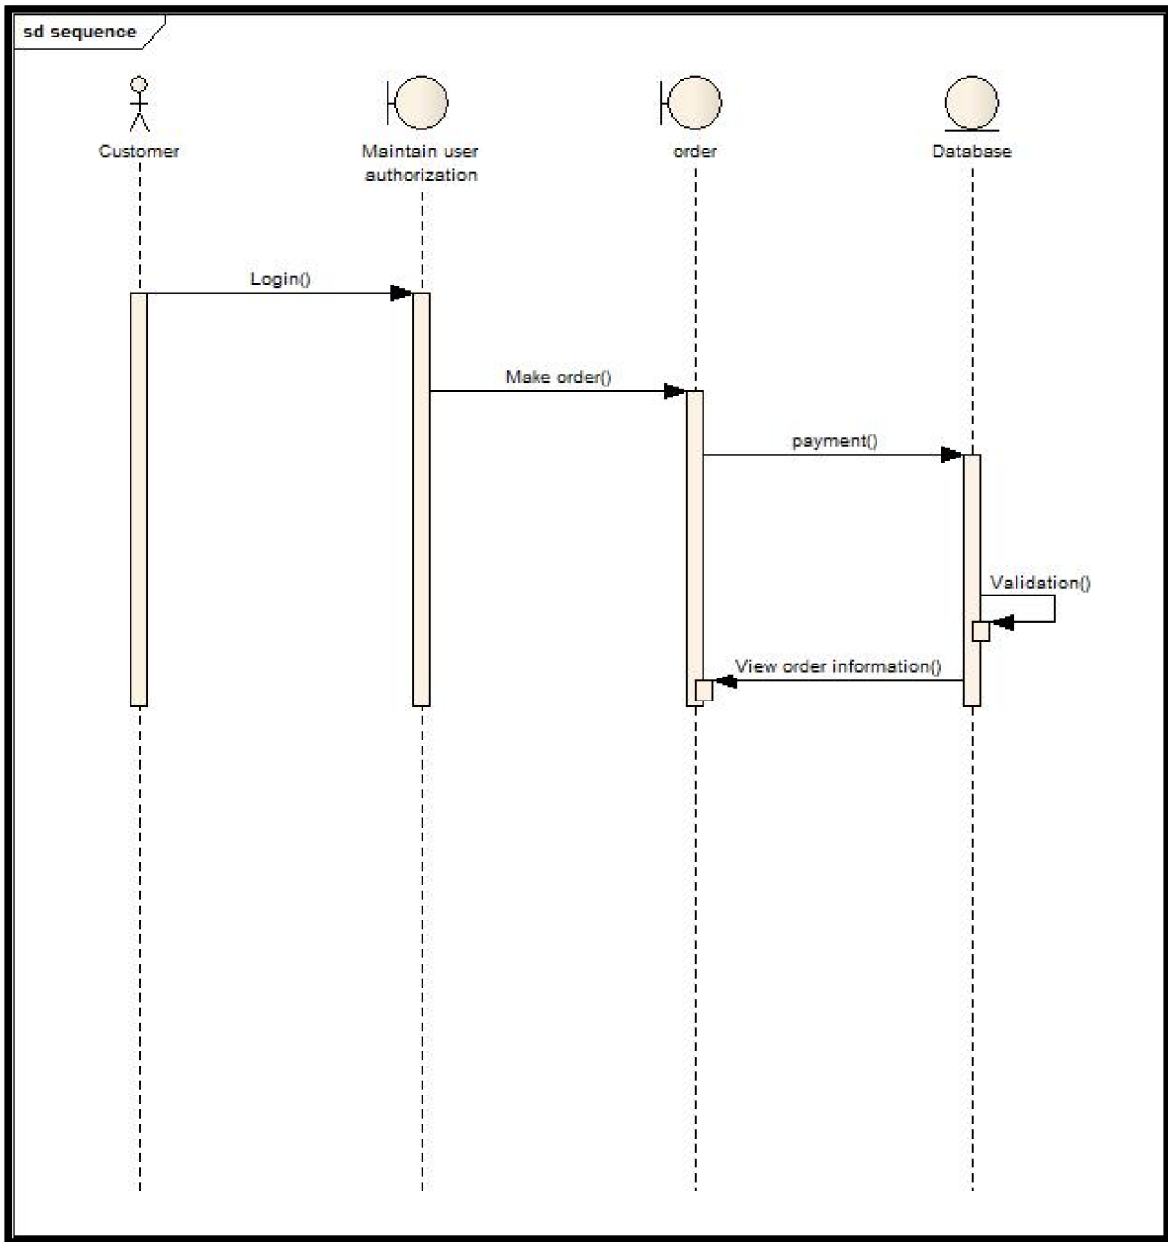 sd sequence
Customer
Maintain user
authorization
order
Database
Login()
Make order()
payment()
Validation()
View order information()